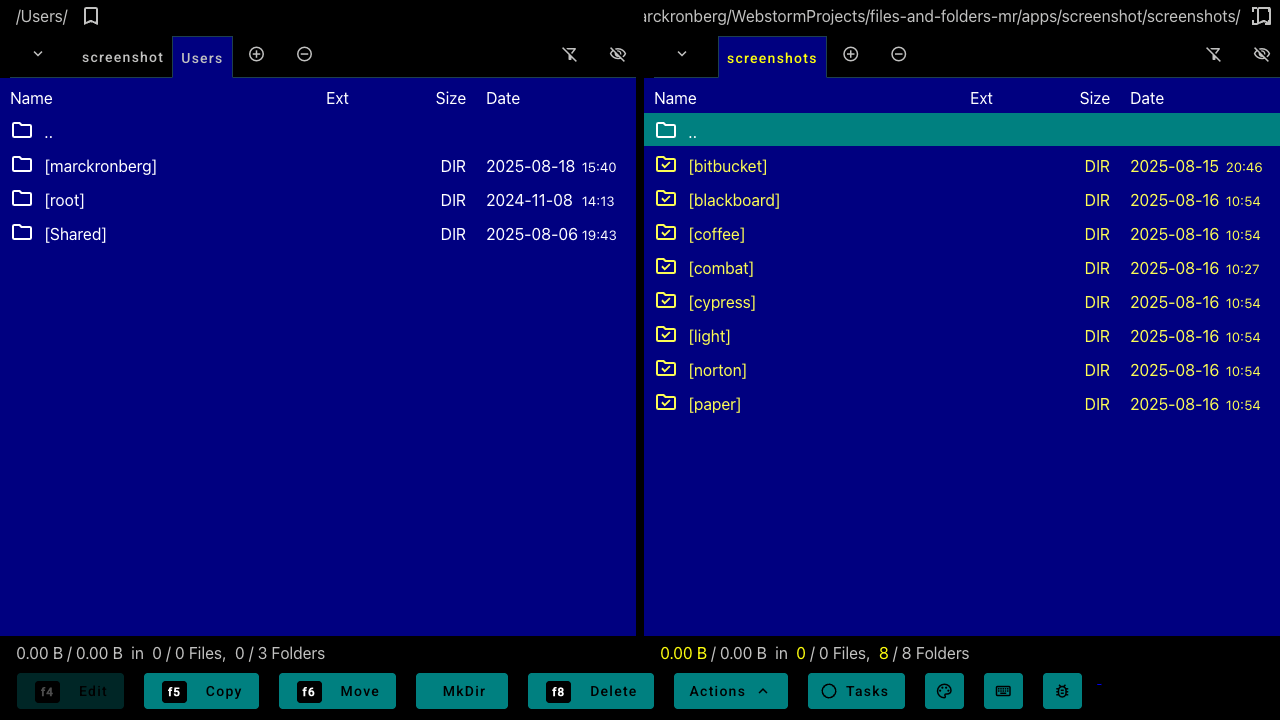 /Users/
screenshot Users
Name Ext Size Date
..
[marckronberg] DIR 2025-08-18 15:40
[root] DIR 2024-11-08 14:13
[Shared] DIR 2025-08-06 19:43
0.00 B / 0.00 B in 0 / 0 Files, 0 / 3 Folders
rckronberg/WebstormProjects/files-and-folders-mr/apps/screenshot/screenshots/
screenshots
Name Ext Size Date
..
[bitbucket] DIR 2025-08-15 20:46
[blackboard] DIR 2025-08-16 10:54
[coffee] DIR 2025-08-16 10:54
[combat] DIR 2025-08-16 10:27
[cypress] DIR 2025-08-16 10:54
[light] DIR 2025-08-16 10:54
[norton] DIR 2025-08-16 10:54
[paper] DIR 2025-08-16 10:54
0.00 B / 0.00 B in 0 / 0 Files, 8 / 8 Folders
f4 Edit f5 Copy f6 Move MkDir f8 Delete Actions Tasks